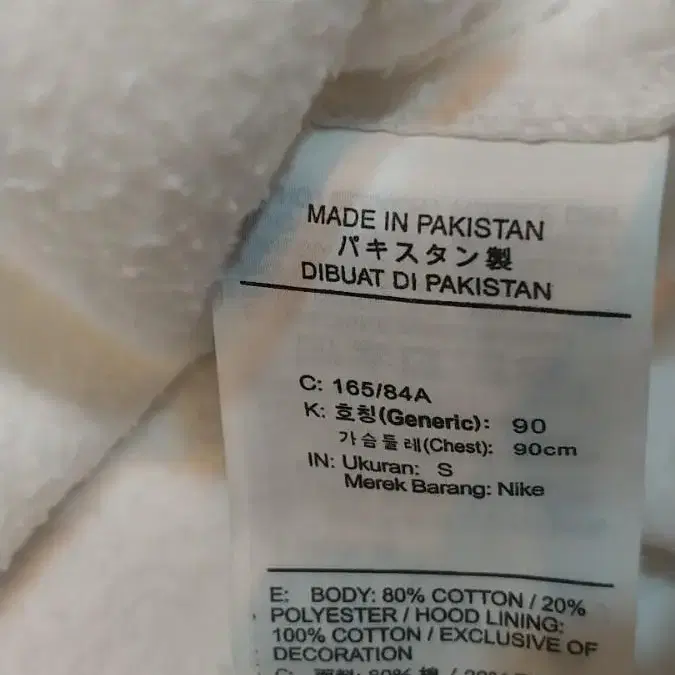 MADE IN PAKISTAN
パキスタン製
DIBUAT DI PAKISTAN
C: 165/84A
K: 호칭(Generic): 90
가슴둘레(Chest): 90cm
IN: Ukuran: S
Merek Barang: Nike
E: BODY: 80% COTTON / 20%
POLYESTER / HOOD LINING:
100% COTTON / EXCLUSIVE OF
DECORATION